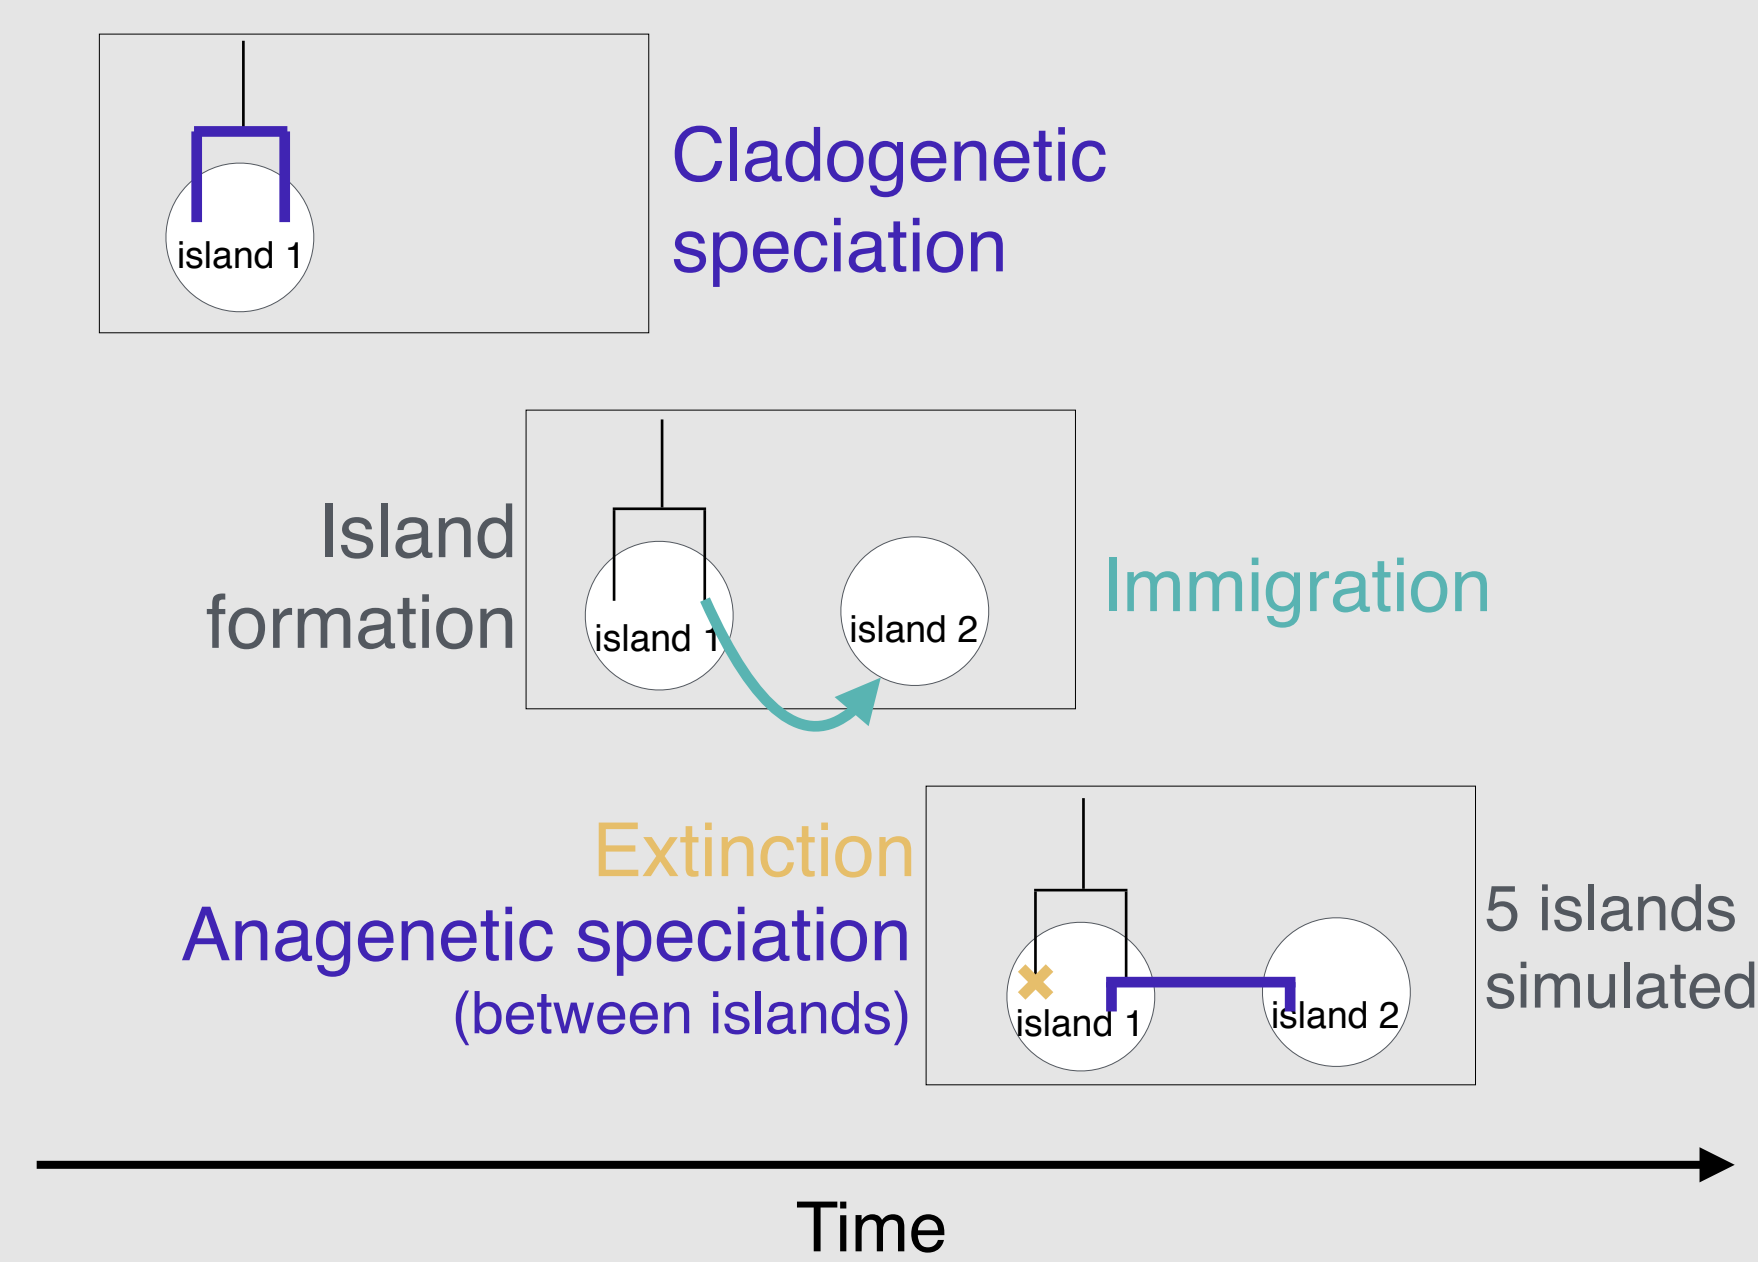 Cladogenetic
speciation
island 1
Island
formation
island 1
island 2
Immigration
Extinction
Anagenetic speciation
(between islands)
island 1
island 2
5 islands
simulated
Time